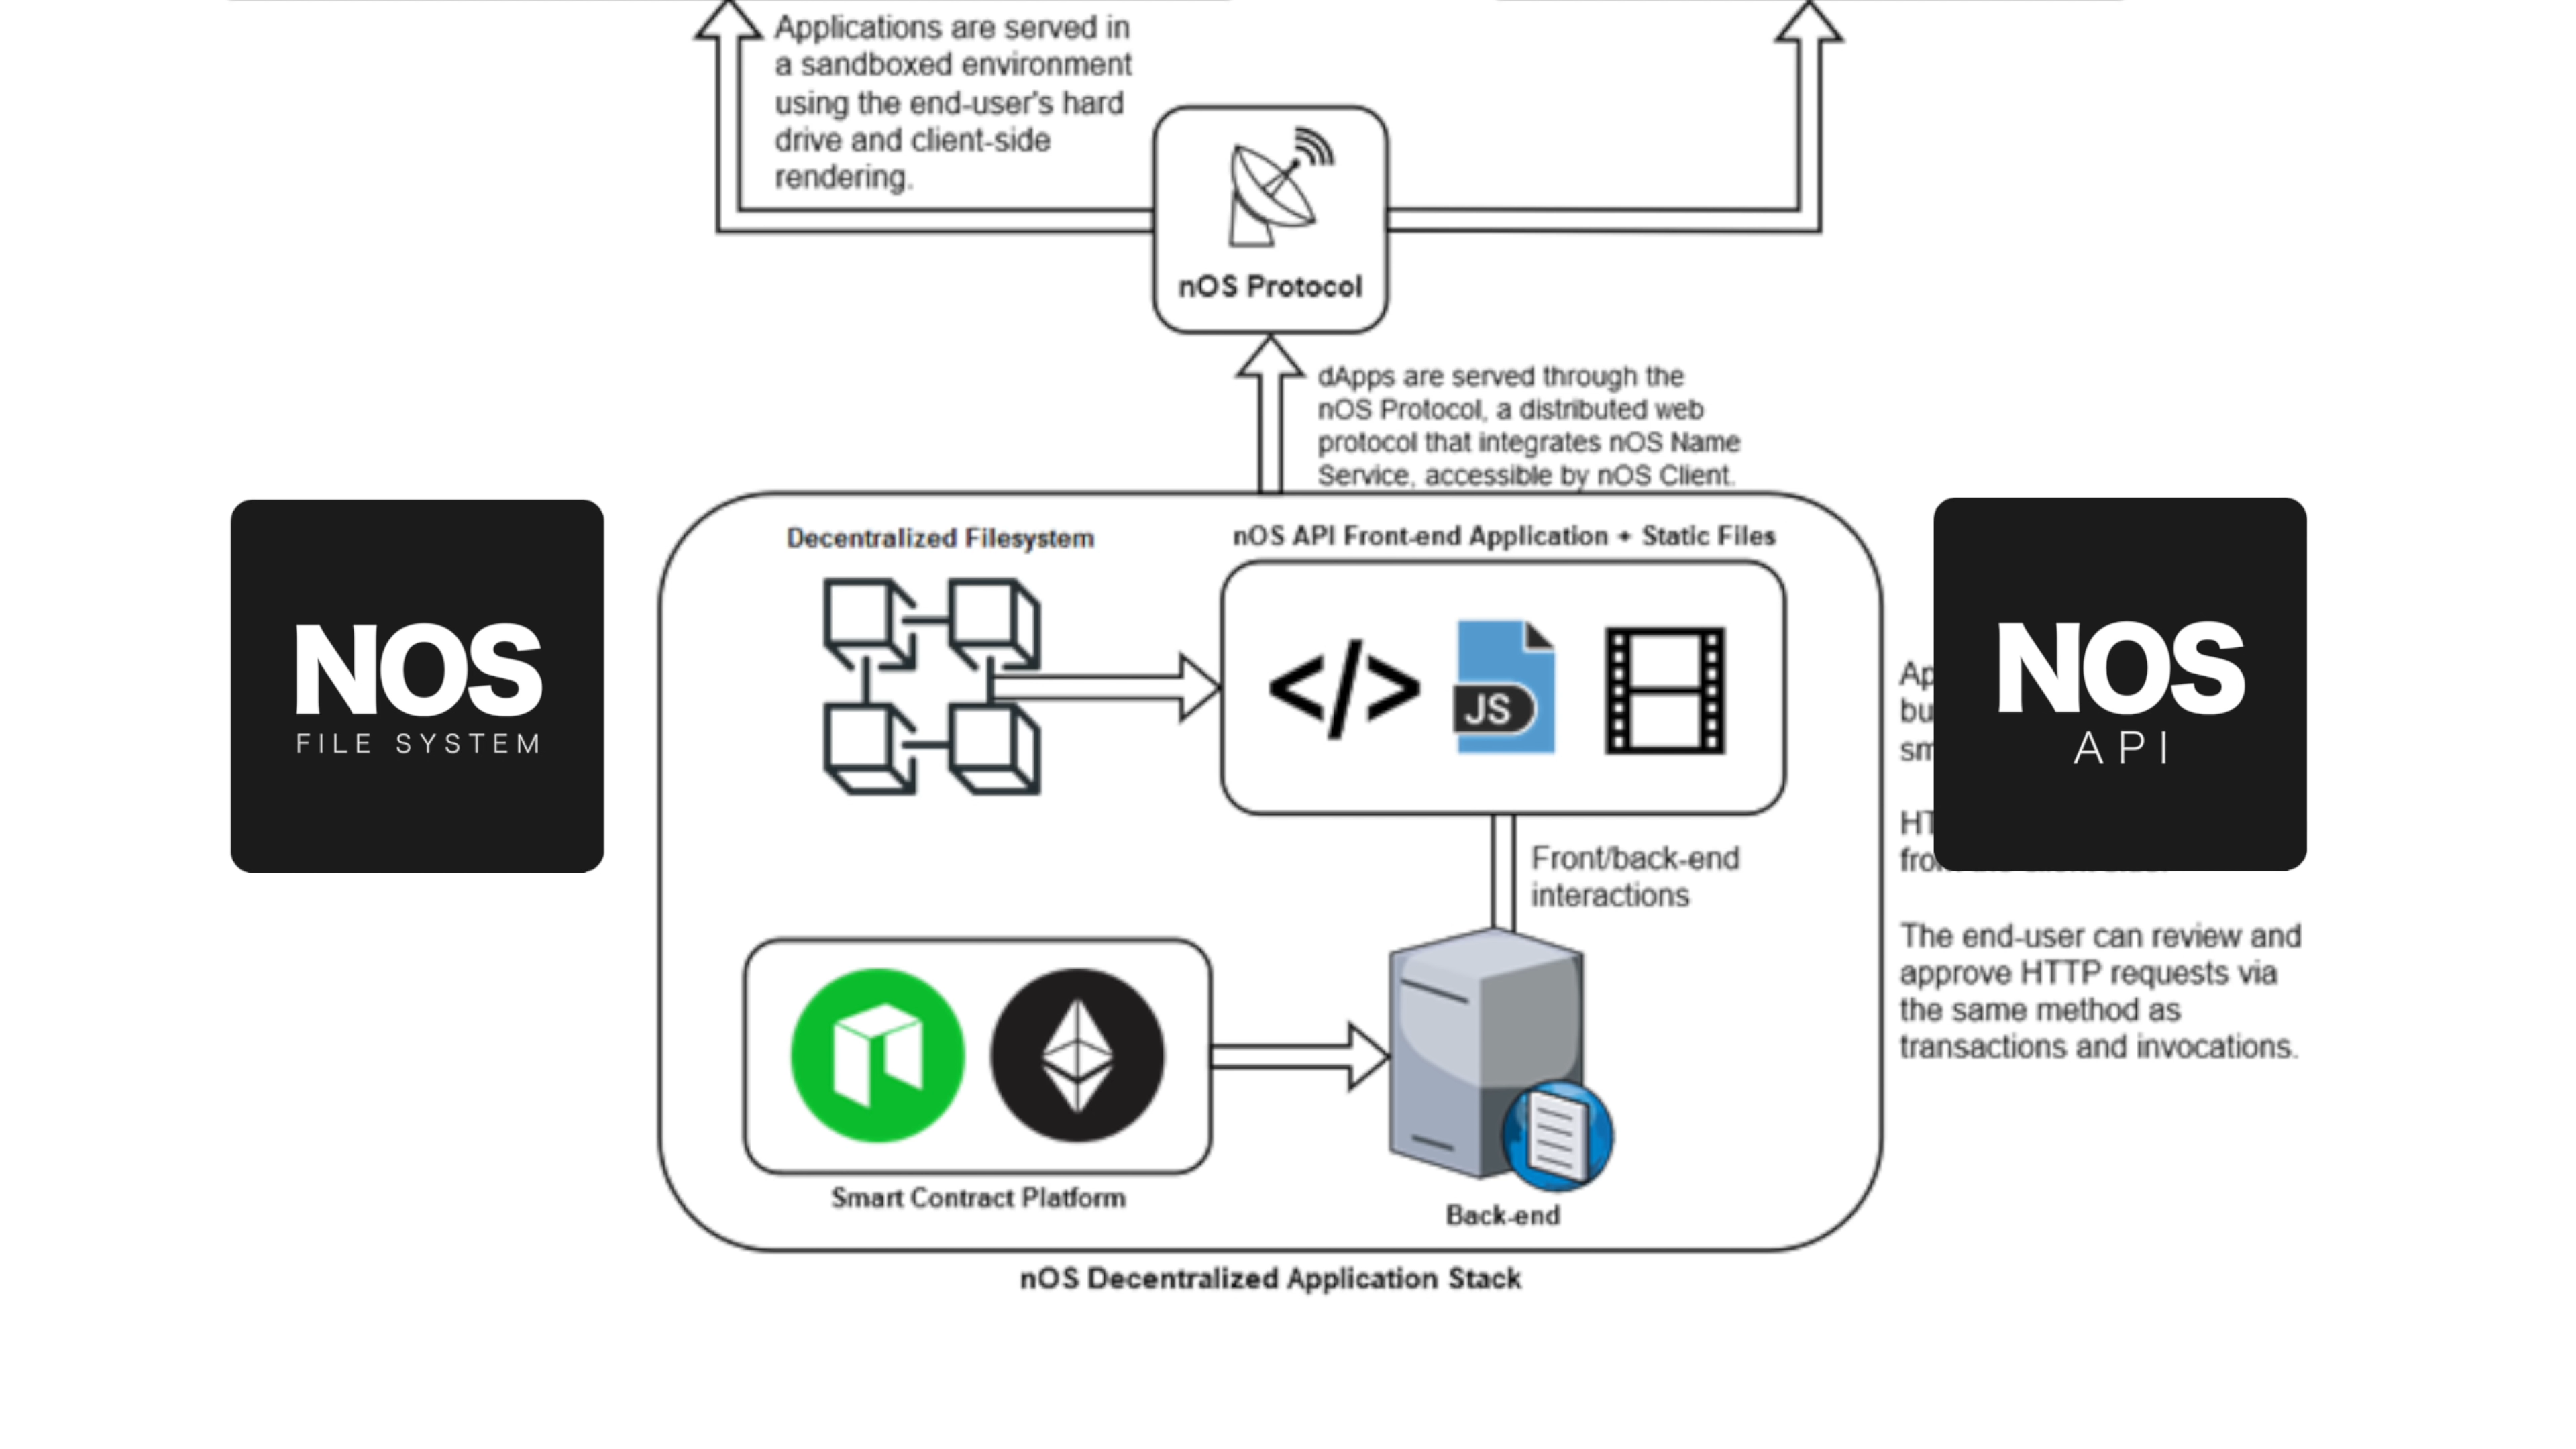 Applications are served in
a sandboxed environment
using the end-user's hard
drive and client-side
rendering.
nOS Protocol
dApps are served through the
nOS Protocol, a distributed web
protocol that integrates nOS Name
Service, accessible by nOS Client.
Decentralized Filesystem
nOS API Front-end Application + Static Files
NOS
FILE SYSTEM
JS
NOS
API
Front/back-end
interactions
The end-user can review and
approve HTTP requests via
the same method as
transactions and invocations.
Smart Contract Platform
Back-end
nOS Decentralized Application Stack